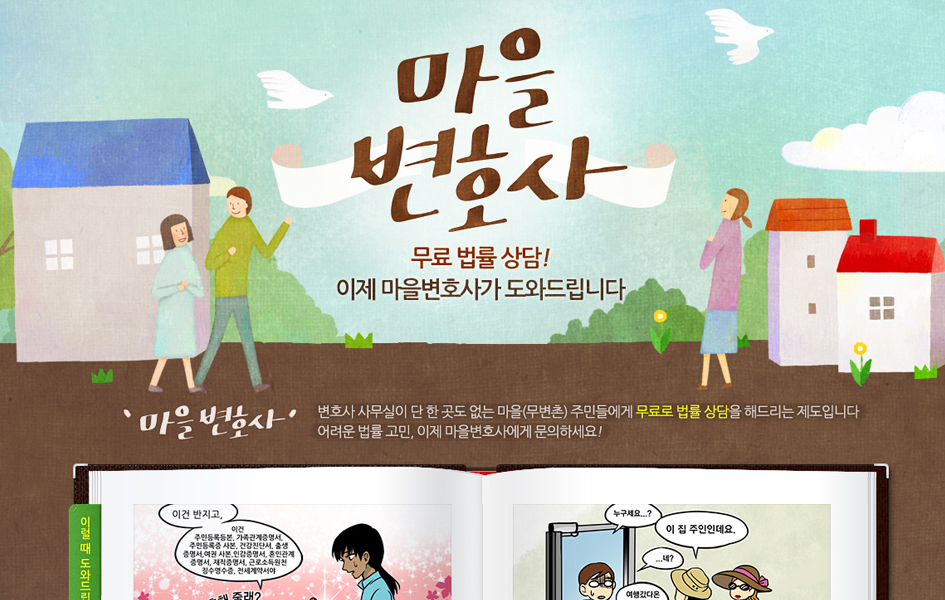 마을
변호사
무료 법률 상담!
이제 마을변호사가 도와드립니다
'마을변호사'
변호사 사무실이 단 한 곳도 없는 마을(무변촌) 주민들에게 무료로 법률 상담을 해드리는 제도입니다
어려운 법률 고민, 이제 마을변호사에게 문의하세요!
이럴 때 도와드린
이건 반지고,
이건
주민등록등본, 가족관계증명서,
주민등록증 사본, 건강진단서, 출생
증명서,여권 사본,인감증명서, 혼인관계
증명서, 재직증명서, 근로소득원천
징수영수증, 전세계약서야
줄래?
누구세요...?
이 집 주인인데요.
...네?
여행갔다온